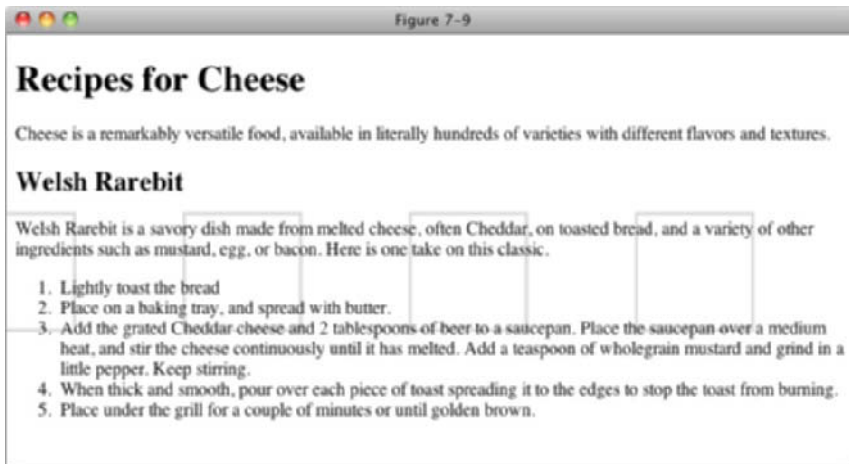 Figure 7-9
Recipes for Cheese
Cheese is a remarkably versatile food, available in literally hundreds of varieties with different flavors and textures.
Welsh Rarebit
Welsh Rarebit is a savory dish made from melted cheese, often Cheddar, on toasted bread, and a variety of other
ingredients such as mustard, egg, or bacon. Here is one take on this classic.
1. Lightly toast the bread
2. Place on a baking tray, and spread with butter.
3. Add the grated Cheddar cheese and 2 tablespoons of beer to a saucepan. Place the saucepan over a medium
heat, and stir the cheese continuously until it has melted. Add a teaspoon of wholegrain mustard and grind in a
little pepper. Keep stirring.
4. When thick and smooth, pour over each piece of toast spreading it to the edges to stop the toast from burning.
5. Place under the grill for a couple of minutes or until golden brown.